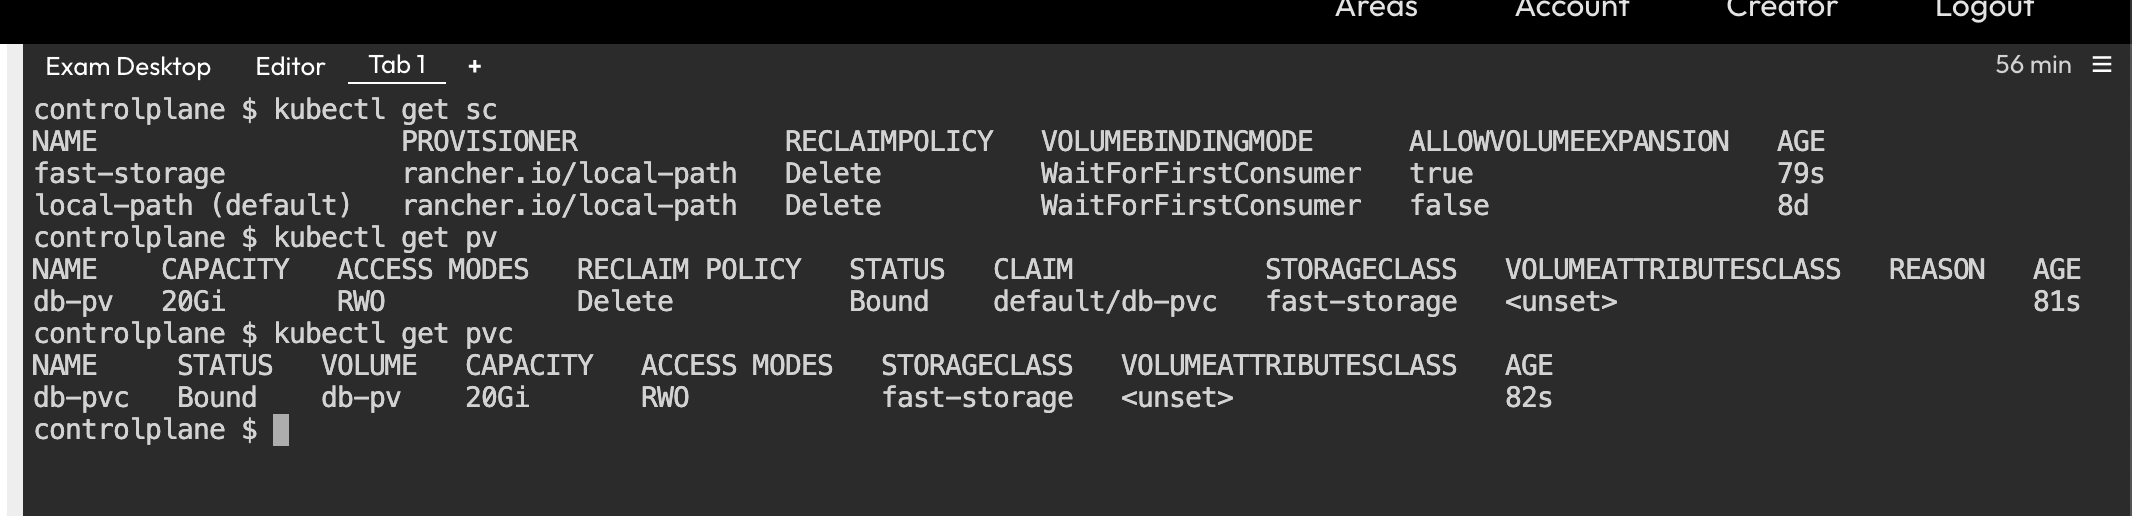 Areas Account Creator Logout
Exam Desktop Editor Tab 1 + 56 min ☰
controlplane $ kubectl get sc
NAME PROVISIONER RECLAIMPOLICY VOLUMEBINDINGMODE ALLOWVOLUMEEXPANSION AGE
fast-storage rancher.io/local-path Delete WaitForFirstConsumer true 79s
local-path (default) rancher.io/local-path Delete WaitForFirstConsumer false 8d
controlplane $ kubectl get pv
NAME CAPACITY ACCESS MODES RECLAIM POLICY STATUS CLAIM STORAGECLASS VOLUMEATTRIBUTESCLASS REASON AGE
db-pv 20Gi RWO Delete Bound default/db-pvc fast-storage <unset> 81s
controlplane $ kubectl get pvc
NAME STATUS VOLUME CAPACITY ACCESS MODES STORAGECLASS VOLUMEATTRIBUTESCLASS AGE
db-pvc Bound db-pv 20Gi RWO fast-storage <unset> 82s
controlplane $